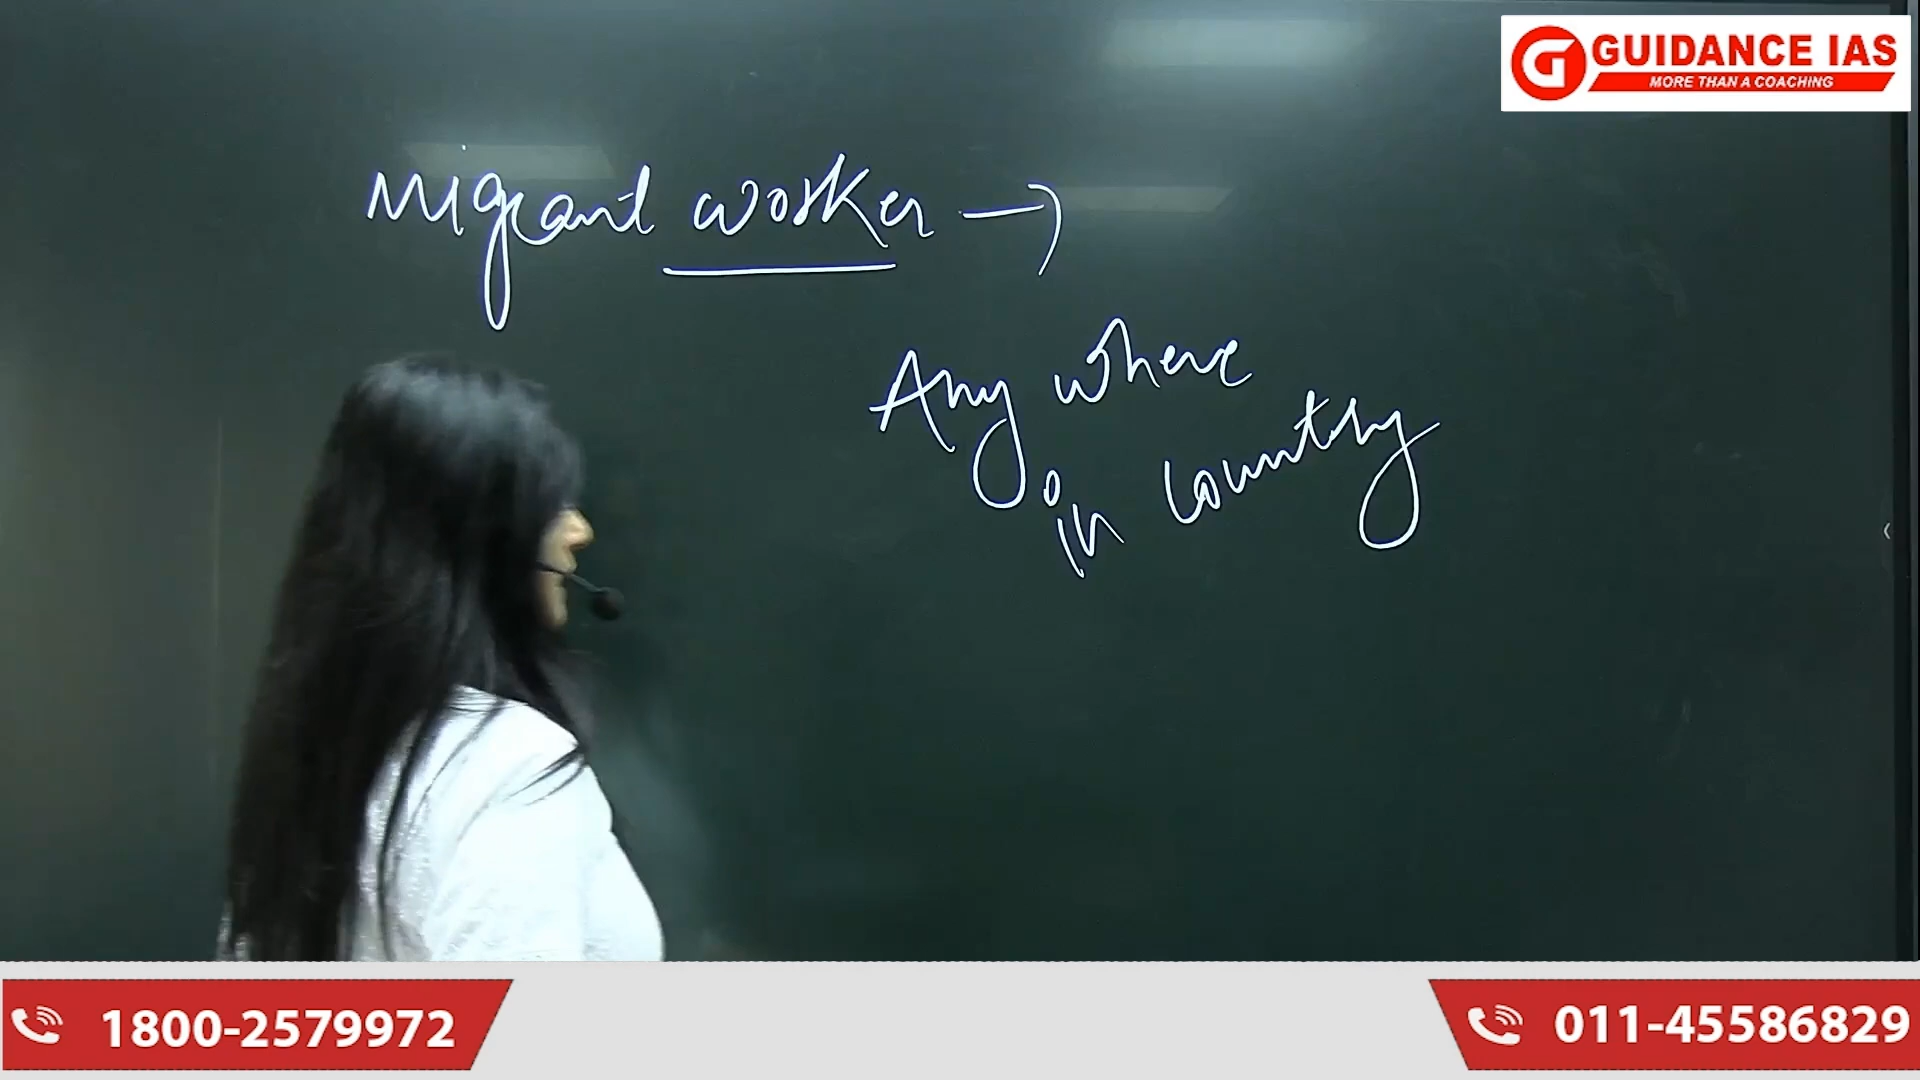 GUIDANCE IAS
MORE THAN A COACHING
Migrant worker →
Any where
in country
1800-2579972
011-45586829